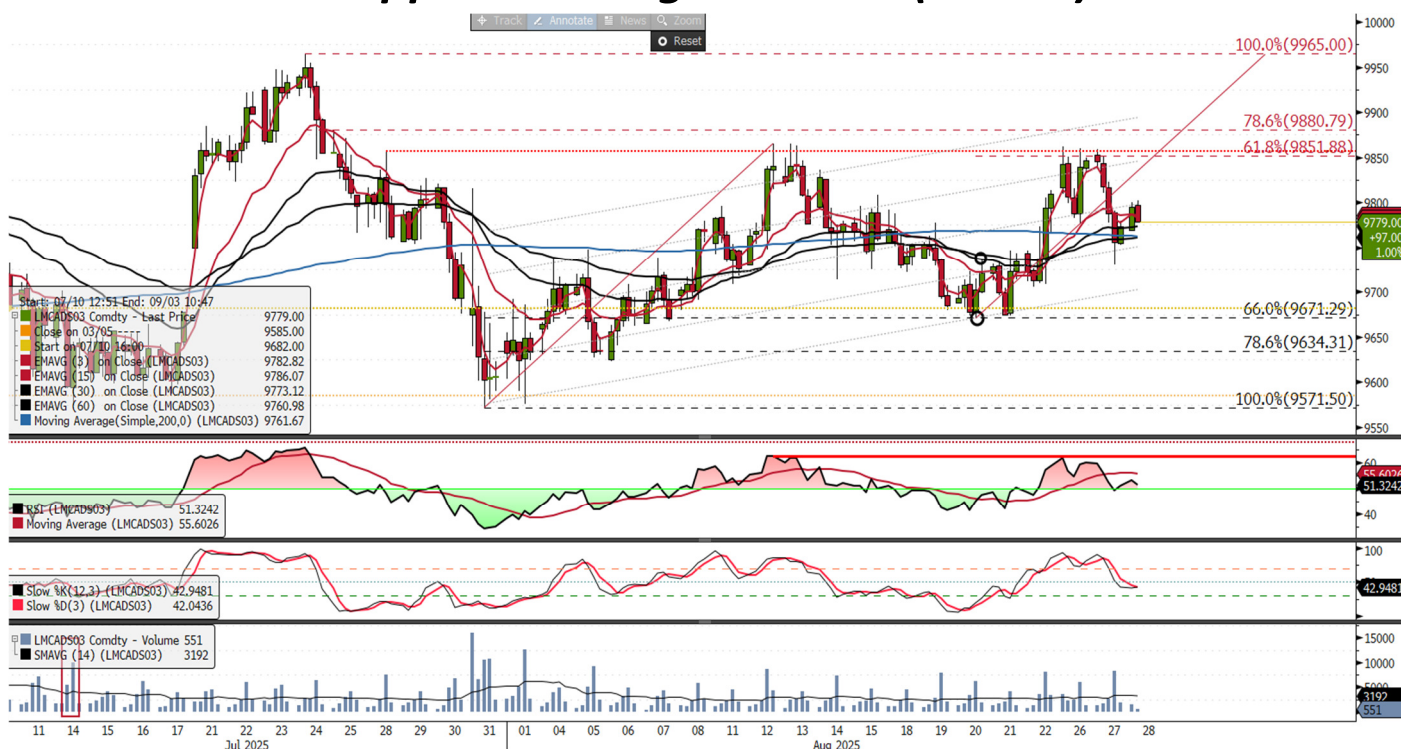 Track Annotate News Zoom
Reset
10000
100.0%(9965.00)
9950
9900
78.6%(9880.79)
61.8%(9851.88)
9850
9800
9779.00
+97.00
1.00%
9700
66.0%(9671.29)
9650
78.6%(9634.31)
9600
100.0%(9571.50)
9550
Start: 07/10 12:51 End: 09/03 10:47
LMCADS03 Comdty - Last Price 9779.00
Close on 03/05 ---- 9585.00
Start on 07/10 16:00 9682.00
EMAVG (3) on Close (LMCADS03) 9782.82
EMAVG (15) on Close (LMCADS03) 9786.07
EMAVG (30) on Close (LMCADS03) 9773.12
EMAVG (60) on Close (LMCADS03) 9760.98
Moving Average(Simple,200,0) (LMCADS03) 9761.67
60
55.6026
51.3242
40
RSI (LMCADS03) 51.3242
Moving Average (LMCADS03) 55.6026
100
42.9481
Slow %K(12,3) (LMCADS03) 42.9481
Slow %D(3) (LMCADS03) 42.0436
LMCADS03 Comdty - Volume 551
SMAVG (14) (LMCADS03) 3192
15000
10000
5000
3192
551
11 14 15 16 17 18 21 22 23 24 25 28 29 30 31 01 04 05 06 07 08 11 12 13 14 15 18 19 20 21 22 26 27 28
Jul 2025 Aug 2025